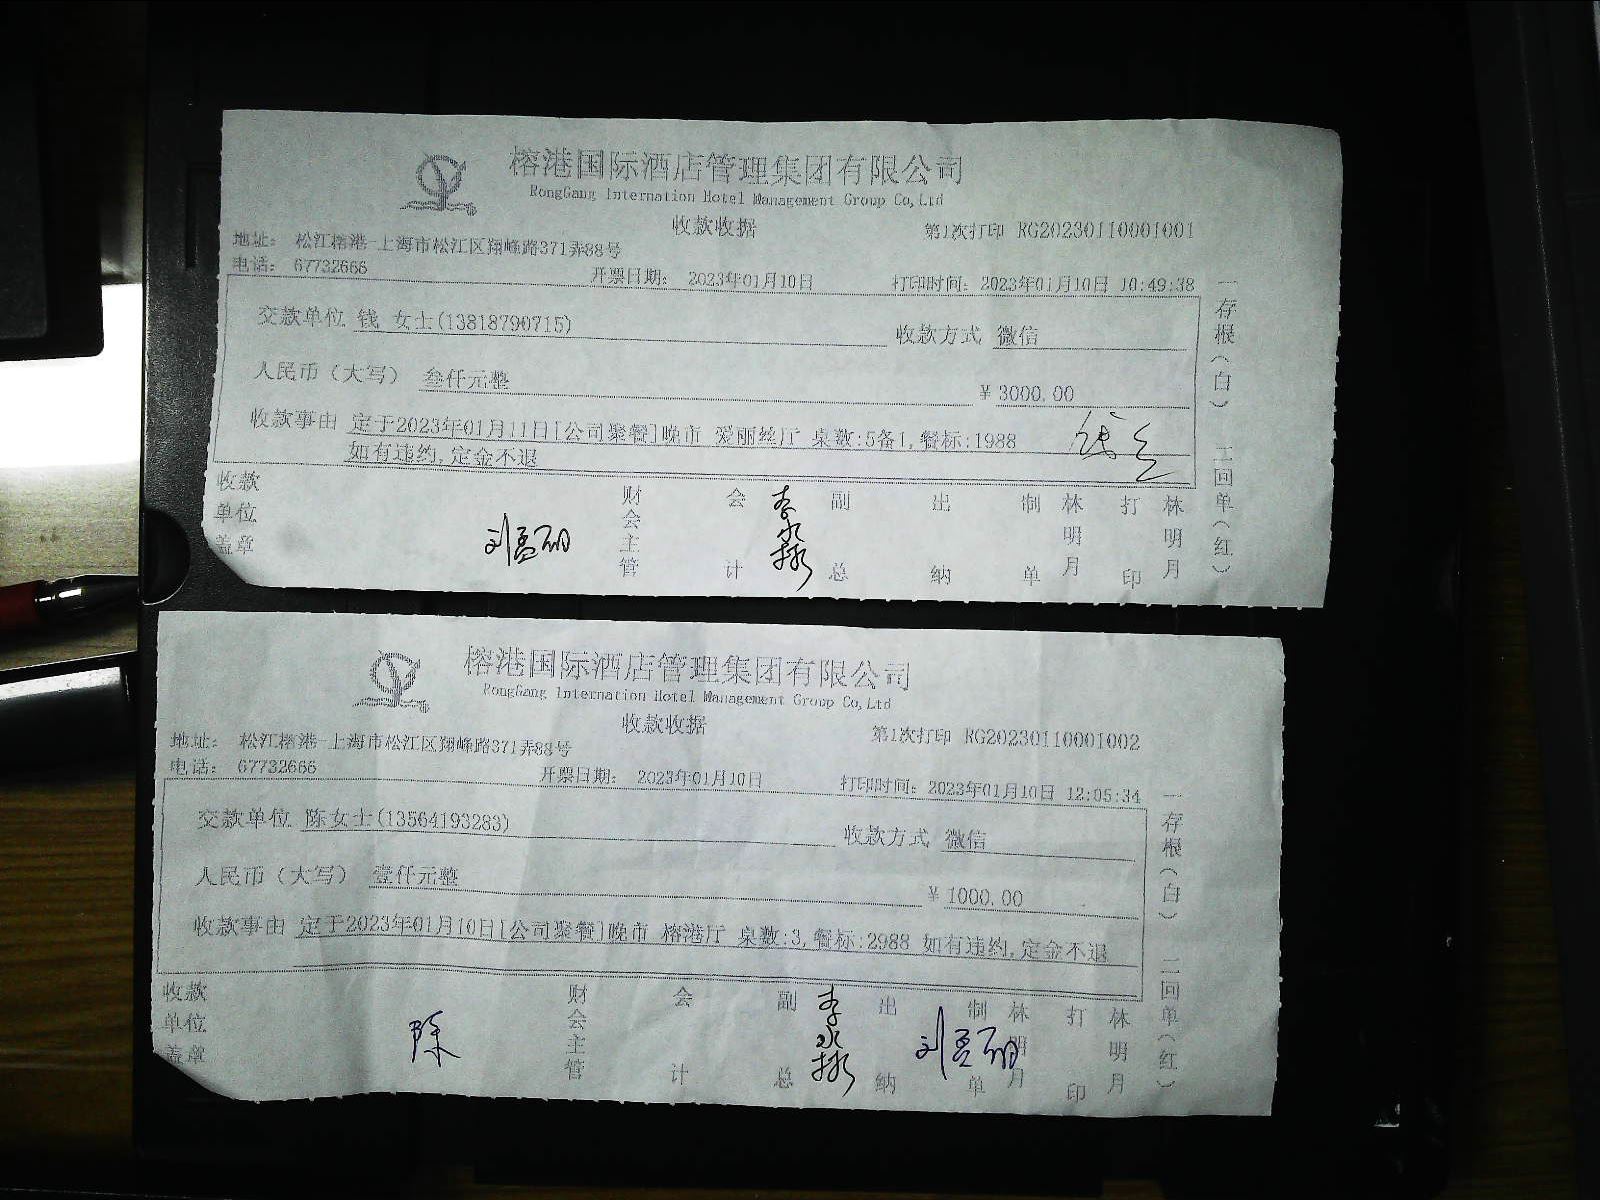 榕港国际酒店管理集团有限公司
RongGang Internation Hotel Management Group Co,Ltd
收款收据
第1次打印 RG20230110001001
地址： 松江榕港-上海市松江区翔峰路371弄88号
电话： 67732666
开票日期： 2023年01月10日
打印时间：2023年01月10日 10:49:38
交款单位 钱 女士(13818790715)
收款方式 微信
人民币（大写） 叁仟元整
￥3000.00
收款事由 定于2023年01月11日[公司聚餐]晚市 爱丽丝厅 桌数:5备1,餐标:1988
如有违约,定金不退
收款单位盖章
财会主管
会计
副总
出纳
制单
林明月
打印
林明月
一存根（白） 二回单（红）
榕港国际酒店管理集团有限公司
RongGang Internation Hotel Management Group Co,Ltd
收款收据
第1次打印 RG20230110001002
地址： 松江榕港-上海市松江区翔峰路371弄88号
电话： 67732666
开票日期： 2023年01月10日
打印时间：2023年01月10日 12:05:34
交款单位 陈女士(13564193283)
收款方式 微信
人民币（大写） 壹仟元整
￥1000.00
收款事由 定于2023年01月10日[公司聚餐]晚市 榕港厅 桌数:3,餐标:2988 如有违约,定金不退
收款单位盖章
陈
财会主管
会计
副总
出纳
制单
林明月
打印
林明月
一存根（白） 二回单（红）